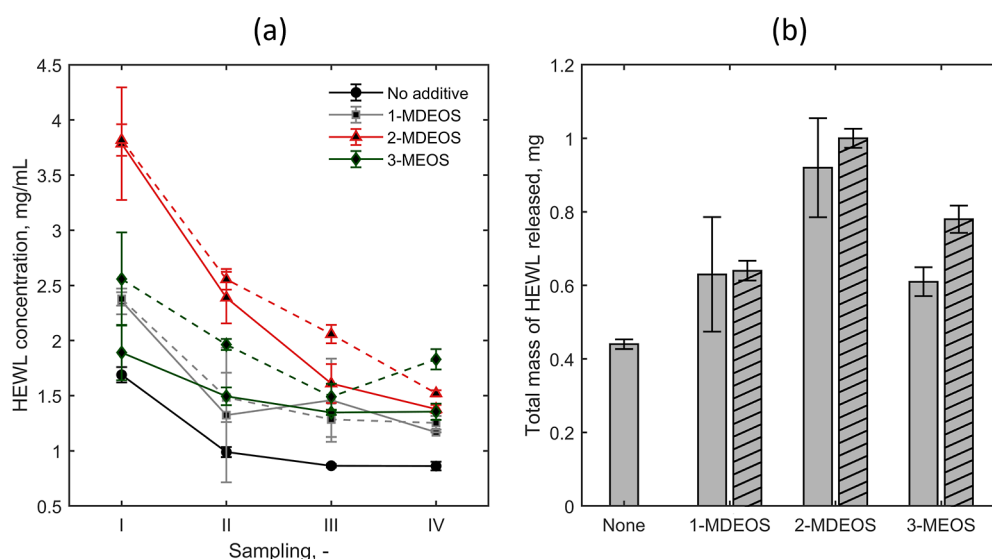 (a)
HEWL concentration, mg/mL
4.5
4
3.5
3
2.5
2
1.5
1
0.5
I
II
III
IV
Sampling, -
No additive
1-MDEOS
2-MDEOS
3-MEOS
(b)
Total mass of HEWL released, mg
1.2
1
0.8
0.6
0.4
0.2
0
None
1-MDEOS
2-MDEOS
3-MEOS